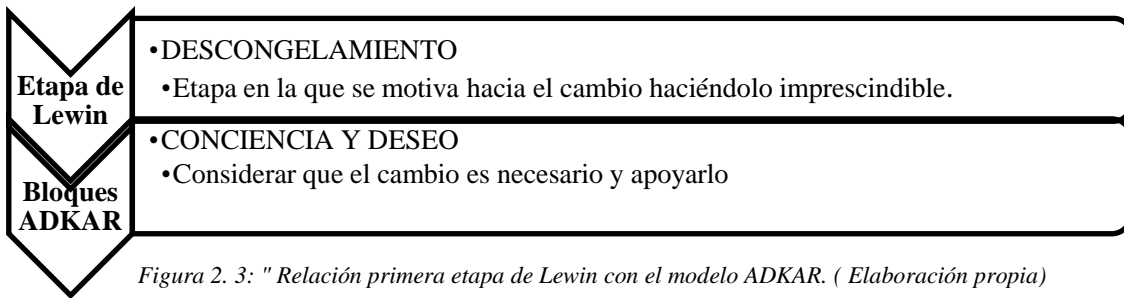 Etapa de
Lewin
•DESCONGELAMIENTO
•Etapa en la que se motiva hacia el cambio haciéndolo imprescindible.
Bloques
ADKAR
•CONCIENCIA Y DESEO
•Considerar que el cambio es necesario y apoyarlo
Figura 2. 3: " Relación primera etapa de Lewin con el modelo ADKAR. ( Elaboración propia)